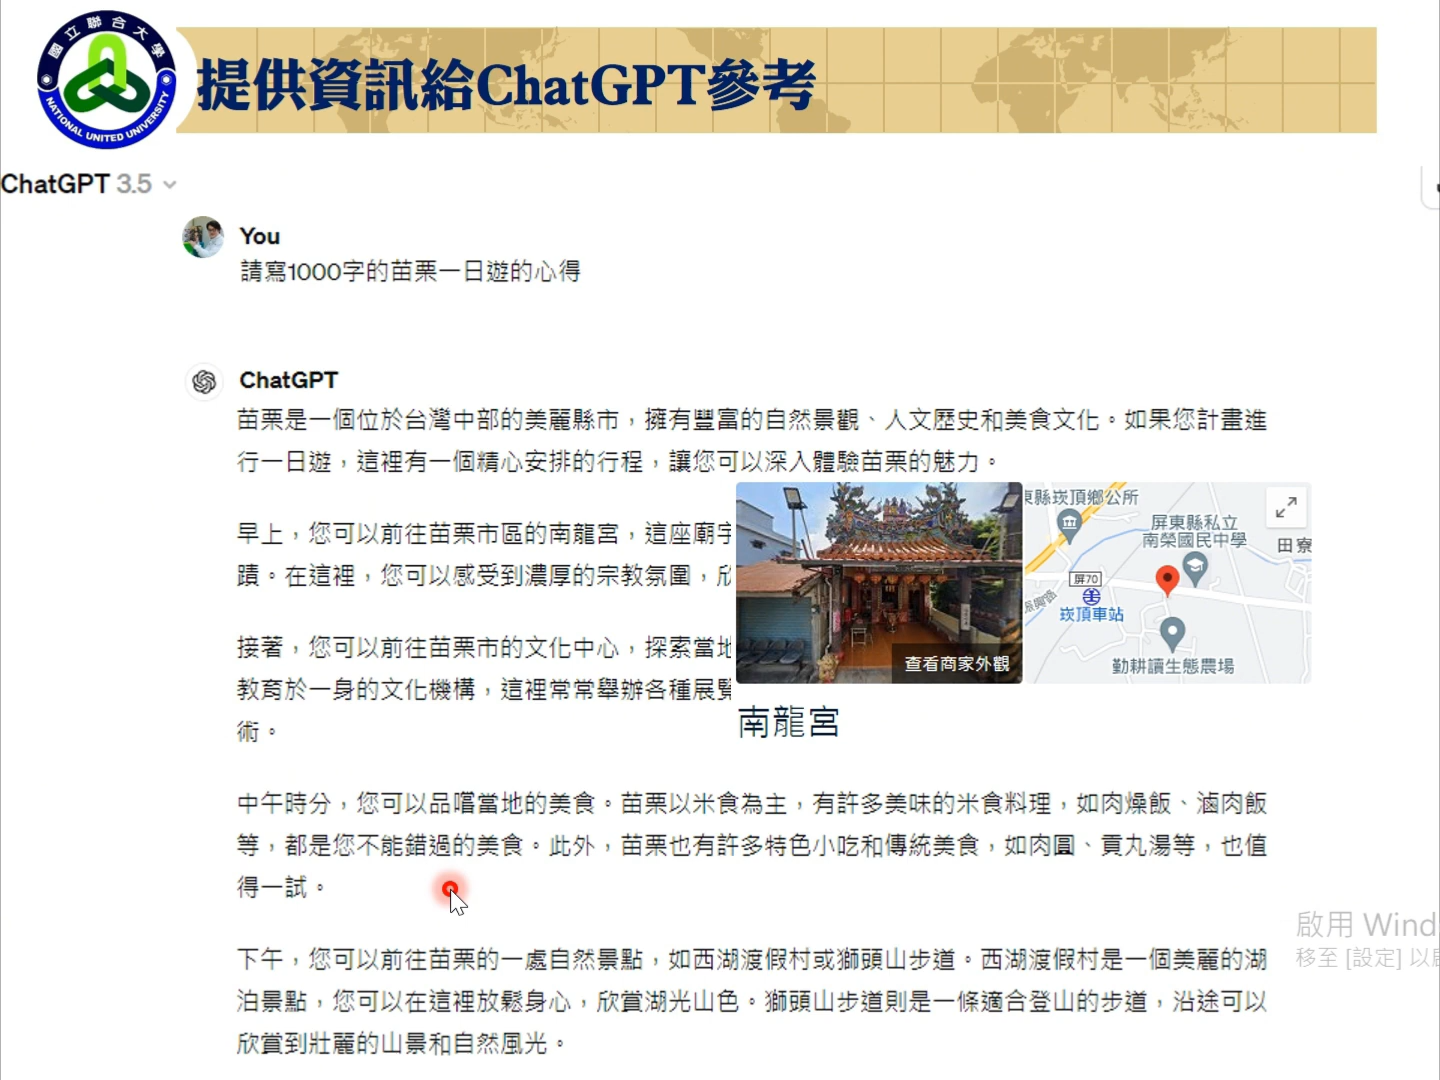 國立聯合大學
NATIONAL UNITED UNIVERSITY
提供資訊給ChatGPT參考
ChatGPT 3.5
You
請寫1000字的苗栗一日遊的心得
ChatGPT
苗栗是一個位於台灣中部的美麗縣市，擁有豐富的自然景觀、人文歷史和美食文化。如果您計畫進
行一日遊，這裡有一個精心安排的行程，讓您可以深入體驗苗栗的魅力。
早上，您可以前往苗栗市區的南龍宮，這座廟宇
蹟。在這裡，您可以感受到濃厚的宗教氛圍，欣
接著，您可以前往苗栗市的文化中心，探索當地
教育於一身的文化機構，這裡常常舉辦各種展覽
術。
查看商家外觀
東縣崁頂鄉公所
屏東縣私立
南榮國民中學
田寮
屏70
振興路
崁頂車站
勤耕讀生態農場
南龍宮
中午時分，您可以品嚐當地的美食。苗栗以米食為主，有許多美味的米食料理，如肉燥飯、滷肉飯
等，都是您不能錯過的美食。此外，苗栗也有許多特色小吃和傳統美食，如肉圓、貢丸湯等，也值
得一試。
下午，您可以前往苗栗的一處自然景點，如西湖渡假村或獅頭山步道。西湖渡假村是一個美麗的湖
泊景點，您可以在這裡放鬆身心，欣賞湖光山色。獅頭山步道則是一條適合登山的步道，沿途可以
欣賞到壯麗的山景和自然風光。
啟用 Wind
移至 [設定] 以